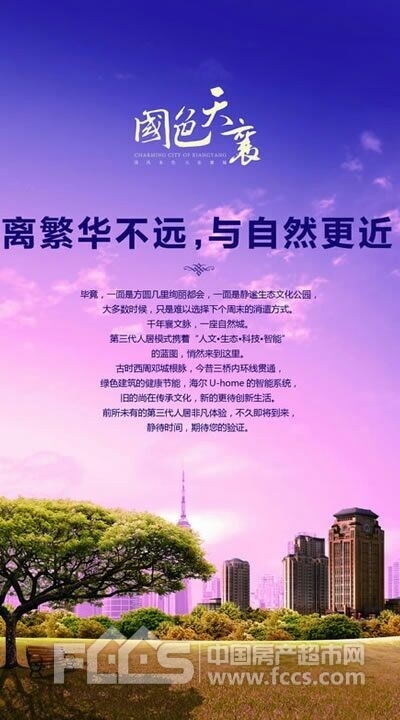 國色天襄
CHARMING CITY OF XIANGYANG
离繁华不远，与自然更近
毕竟，一面是方圆几里绚丽都会，一面是静谧生态文化公园，
大多数时候，只是难以选择下个周末的消遣方式。
千年襄文脉，一座自然城。
第三代人居模式携着“人文•生态•科技•智能”
的蓝图，悄然来到这里。
古时西周邓城根脉，今昔三桥内环线贯通，
绿色建筑的健康节能，海尔 U-home 的智能系统，
旧的尚在传承文化，新的更待创新生活。
前所未有的第三代人居非凡体验，不久即将到来，
静待时间，期待您的验证。
FCCS 中国房产超市网
www.fccs.com